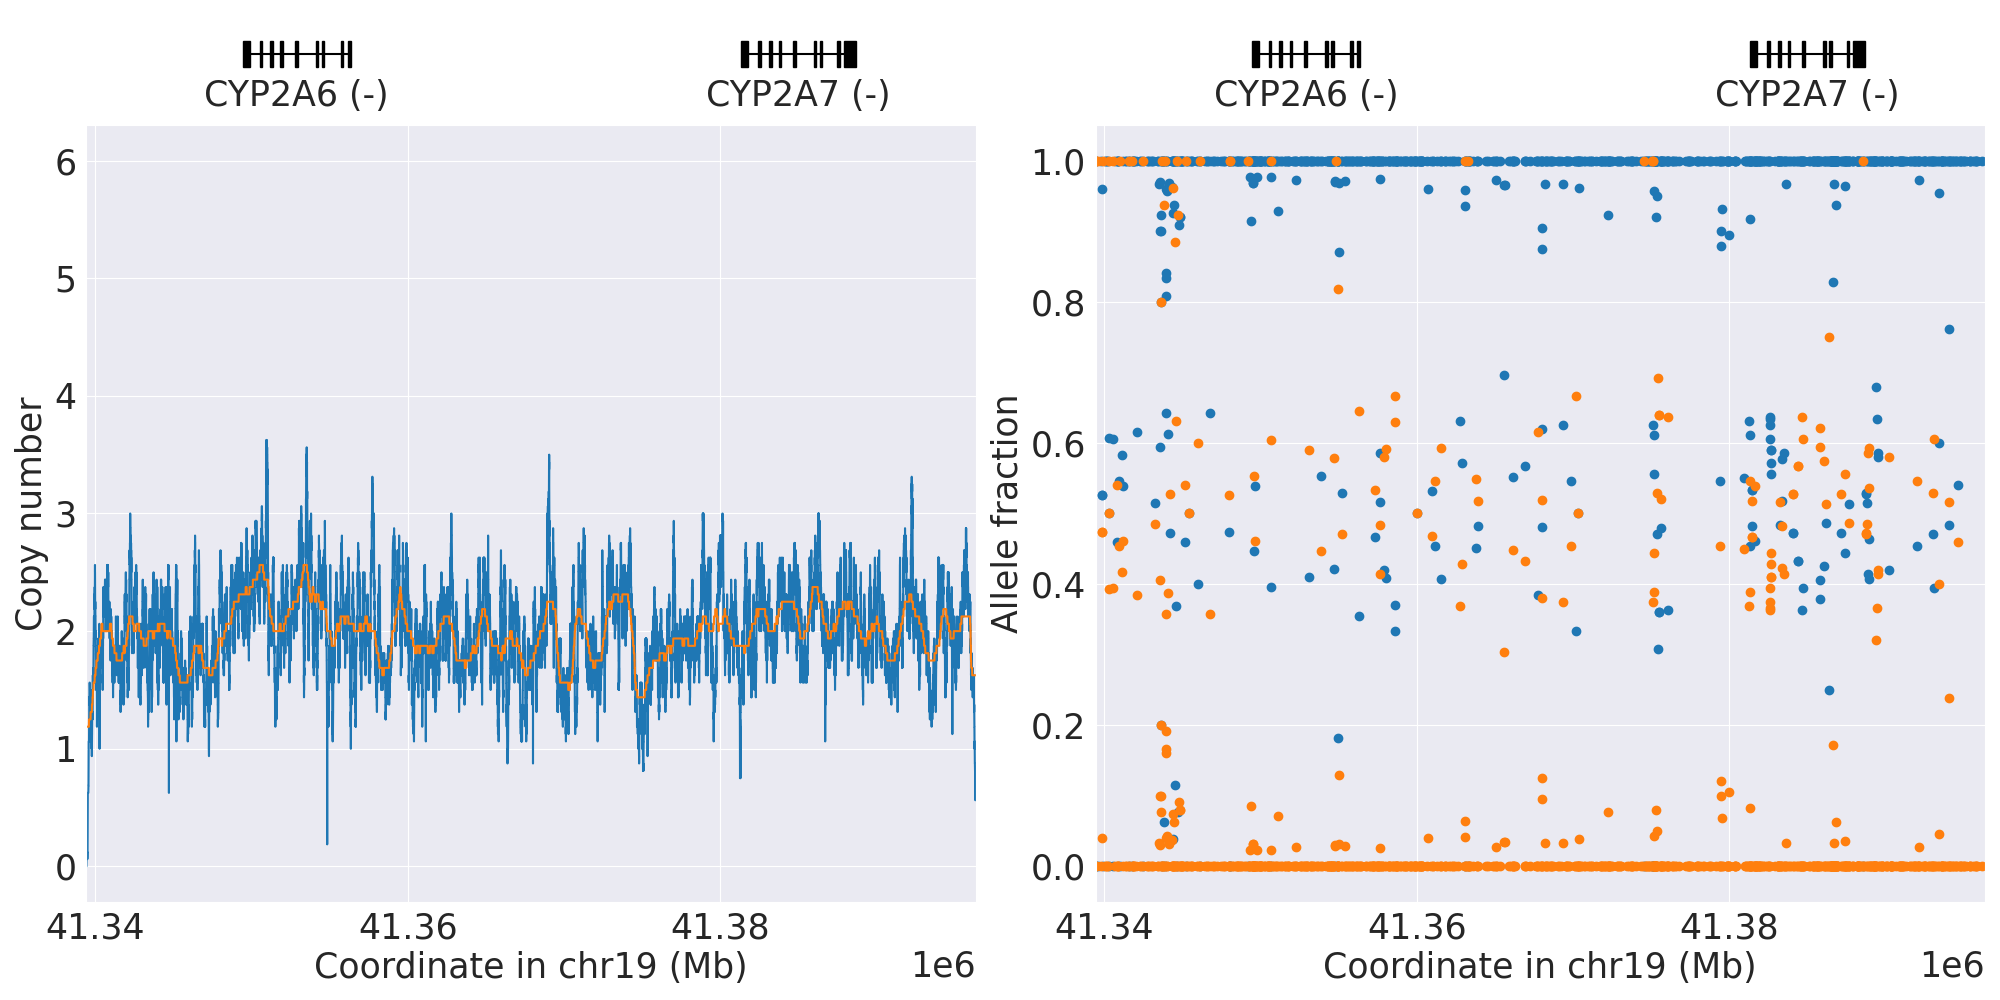 CYP2A6 (-)
CYP2A7 (-)
6
5
4
3
2
1
0
Copy number
41.34
41.36
41.38
Coordinate in chr19 (Mb)
1e6
CYP2A6 (-)
CYP2A7 (-)
1.0
0.8
0.6
0.4
0.2
0.0
Allele fraction
41.34
41.36
41.38
Coordinate in chr19 (Mb)
1e6